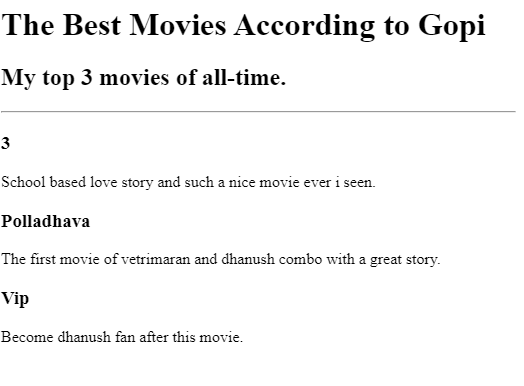 The Best Movies According to Gopi
My top 3 movies of all-time.
3
School based love story and such a nice movie ever i seen.
Polladhava
The first movie of vetrimaran and dhanush combo with a great story.
Vip
Become dhanush fan after this movie.